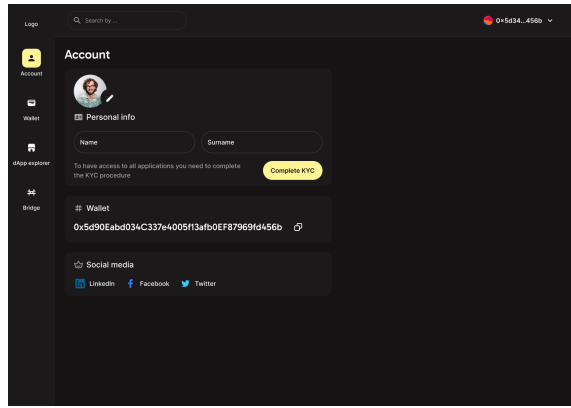 Logo
Search by ...
0x5d34...456b
Account
Account
Personal info
Name
Surname
To have access to all applications you need to complete
the KYC procedure
Complete KYC
Wallet
dApp explorer
Bridge
# Wallet
0x5d90Eabd034C337e4005f13afb0EF87969fd456b
Social media
LinkedIn
Facebook
Twitter